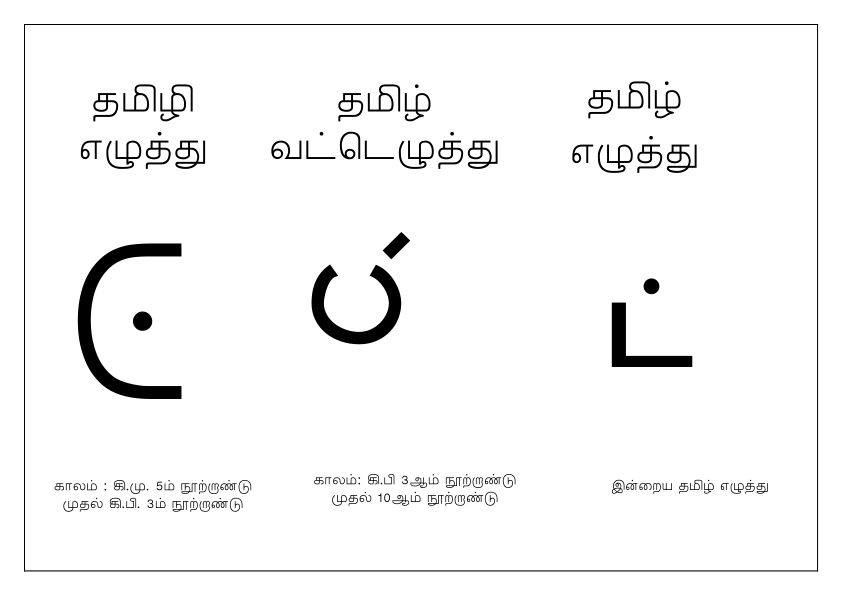 தமிழி
எழுத்து
தமிழ்
வட்டெழுத்து
தமிழ்
எழுத்து
ட்
காலம் : கி.மு. 5ம் நூற்றாண்டு
முதல் கி.பி. 3ம் நூற்றாண்டு
காலம்: கி.பி 3ஆம் நூற்றாண்டு
முதல் 10ஆம் நூற்றாண்டு
இன்றைய தமிழ் எழுத்து